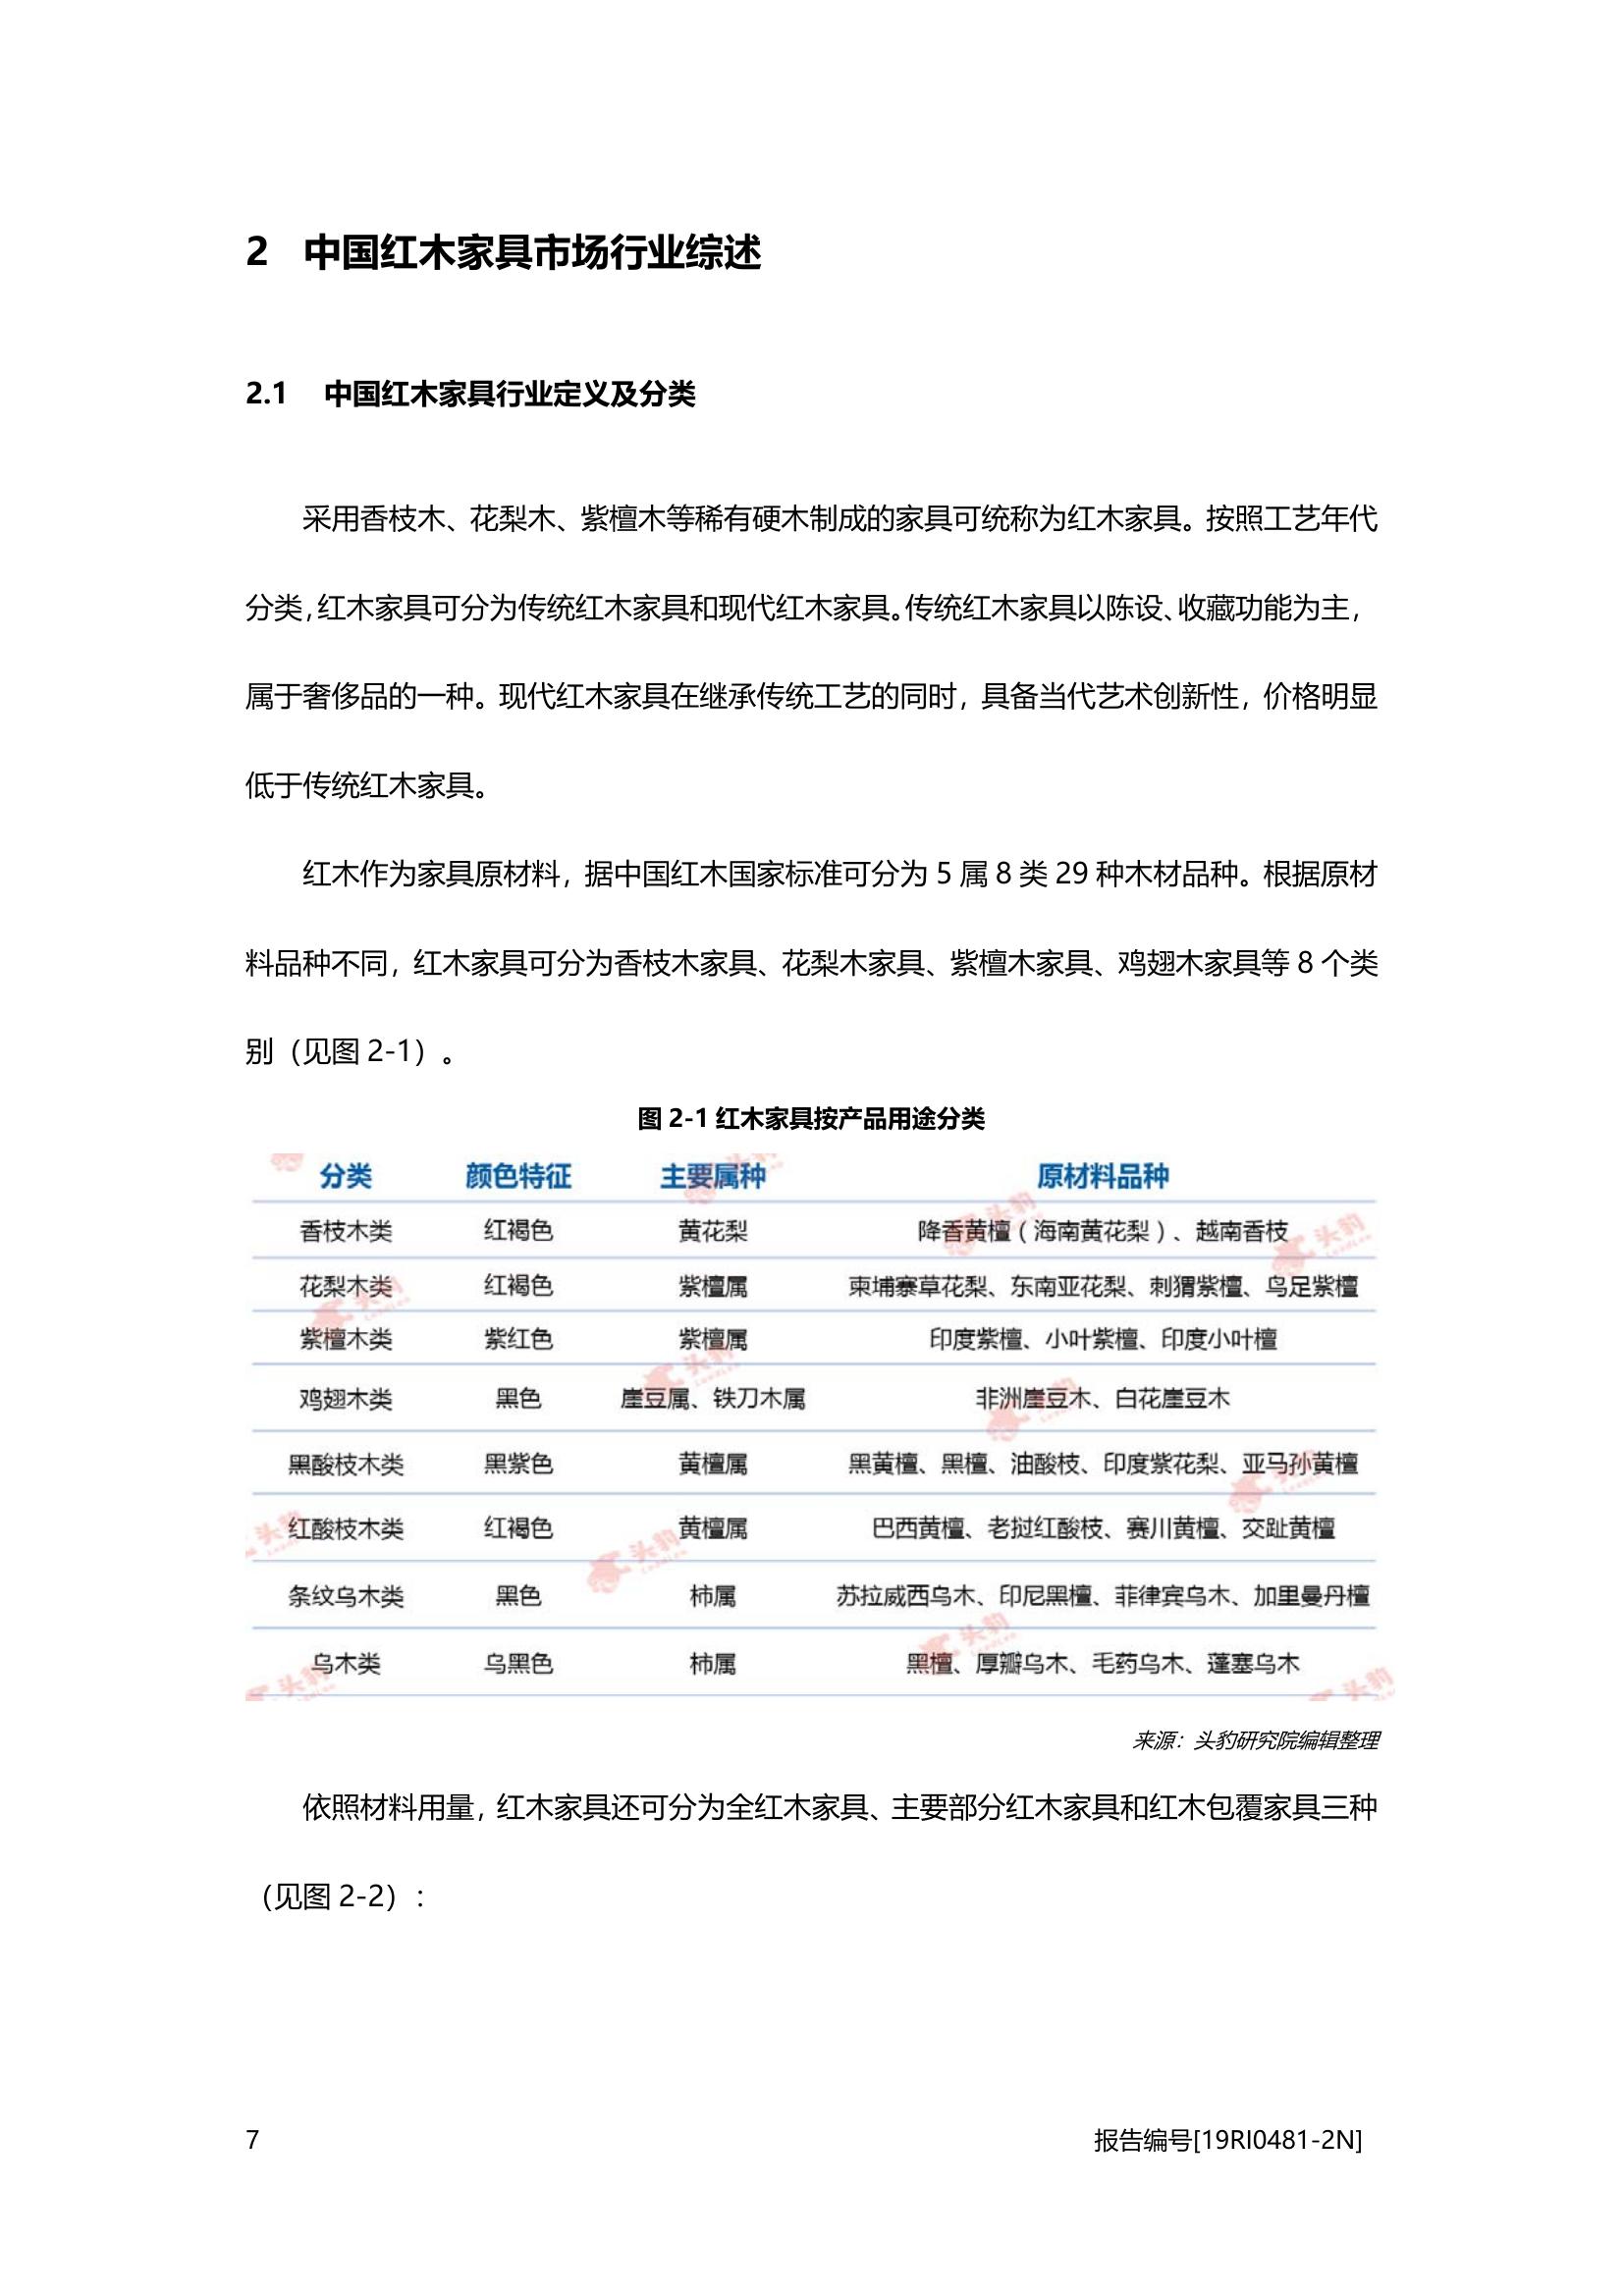 2 中国红木家具市场行业综述
2.1 中国红木家具行业定义及分类
采用香枝木、花梨木、紫檀木等稀有硬木制成的家具可统称为红木家具。按照工艺年代
分类，红木家具可分为传统红木家具和现代红木家具。传统红木家具以陈设、收藏功能为主，
属于奢侈品的一种。现代红木家具在继承传统工艺的同时，具备当代艺术创新性，价格明显
低于传统红木家具。
红木作为家具原材料，据中国红木国家标准可分为 5 属 8 类 29 种木材品种。根据原材
料品种不同，红木家具可分为香枝木家具、花梨木家具、紫檀木家具、鸡翅木家具等 8 个类
别（见图 2-1）。
图 2-1 红木家具按产品用途分类
分类 颜色特征 主要属种 原材料品种
香枝木类 红褐色 黄花梨 降香黄檀（海南黄花梨）、越南香枝
花梨木类 红褐色 紫檀属 柬埔寨草花梨、东南亚花梨、刺猬紫檀、鸟足紫檀
紫檀木类 紫红色 紫檀属 印度紫檀、小叶紫檀、印度小叶檀
鸡翅木类 黑色 崖豆属、铁刀木属 非洲崖豆木、白花崖豆木
黑酸枝木类 黑紫色 黄檀属 黑黄檀、黑檀、油酸枝、印度紫花梨、亚马孙黄檀
红酸枝木类 红褐色 黄檀属 巴西黄檀、老挝红酸枝、赛川黄檀、交趾黄檀
条纹乌木类 黑色 柿属 苏拉威西乌木、印尼黑檀、菲律宾乌木、加里曼丹檀
乌木类 乌黑色 柿属 黑檀、厚瓣乌木、毛药乌木、蓬塞乌木
来源：头豹研究院编辑整理
依照材料用量，红木家具还可分为全红木家具、主要部分红木家具和红木包覆家具三种
（见图 2-2）：
7 报告编号[19RI0481-2N]